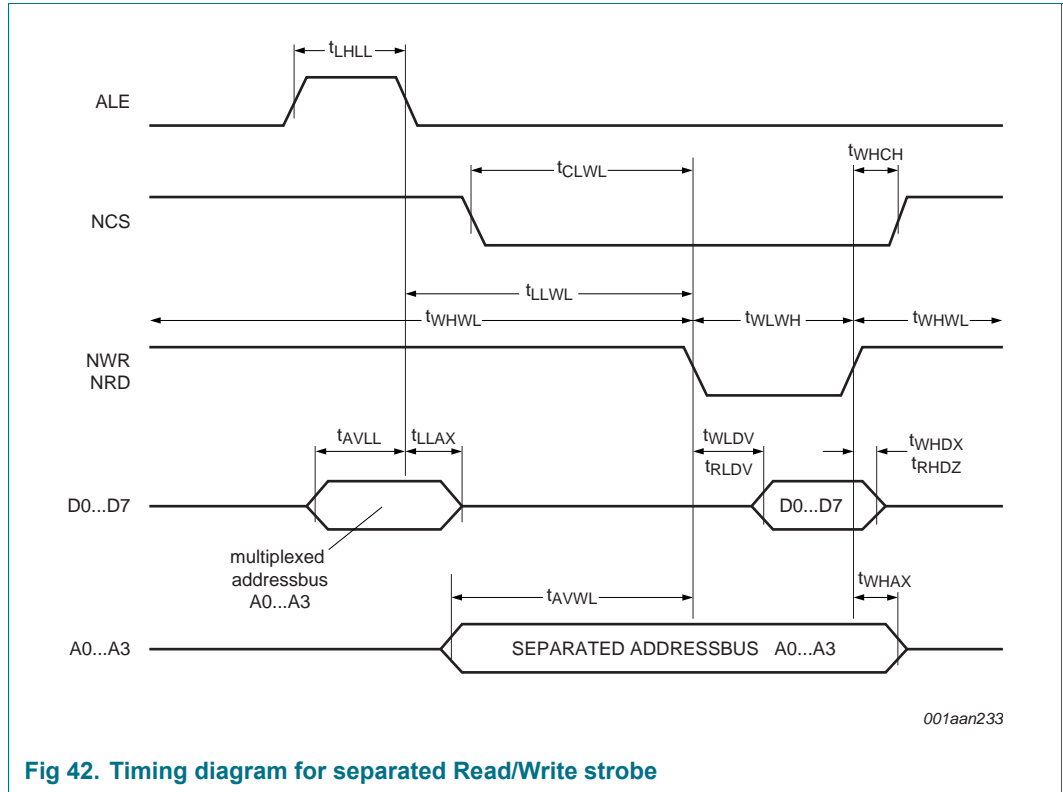 tLHLL
ALE
tCLWL
tWHCH
NCS
tLLWL
tWHWL
tWLWH
tWHWL
NWR
NRD
tAVLL
tLLAX
tWLDV
tRLDV
tWHDX
tRHDZ
D0...D7
D0...D7
multiplexed
addressbus
A0...A3
tAVWL
tWHAX
A0...A3
SEPARATED ADDRESSBUS A0...A3
001aan233
Fig 42. Timing diagram for separated Read/Write strobe